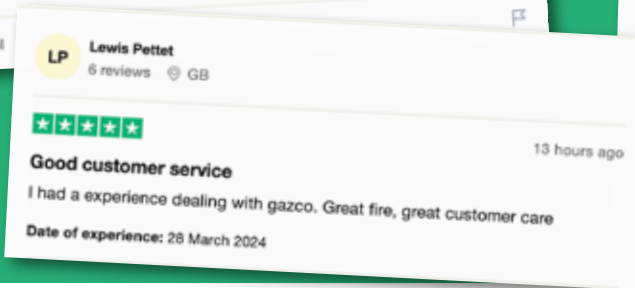 LP
Lewis Pettet
6 reviews GB
13 hours ago
Good customer service
I had a experience dealing with gazco. Great fire, great customer care
Date of experience: 28 March 2024